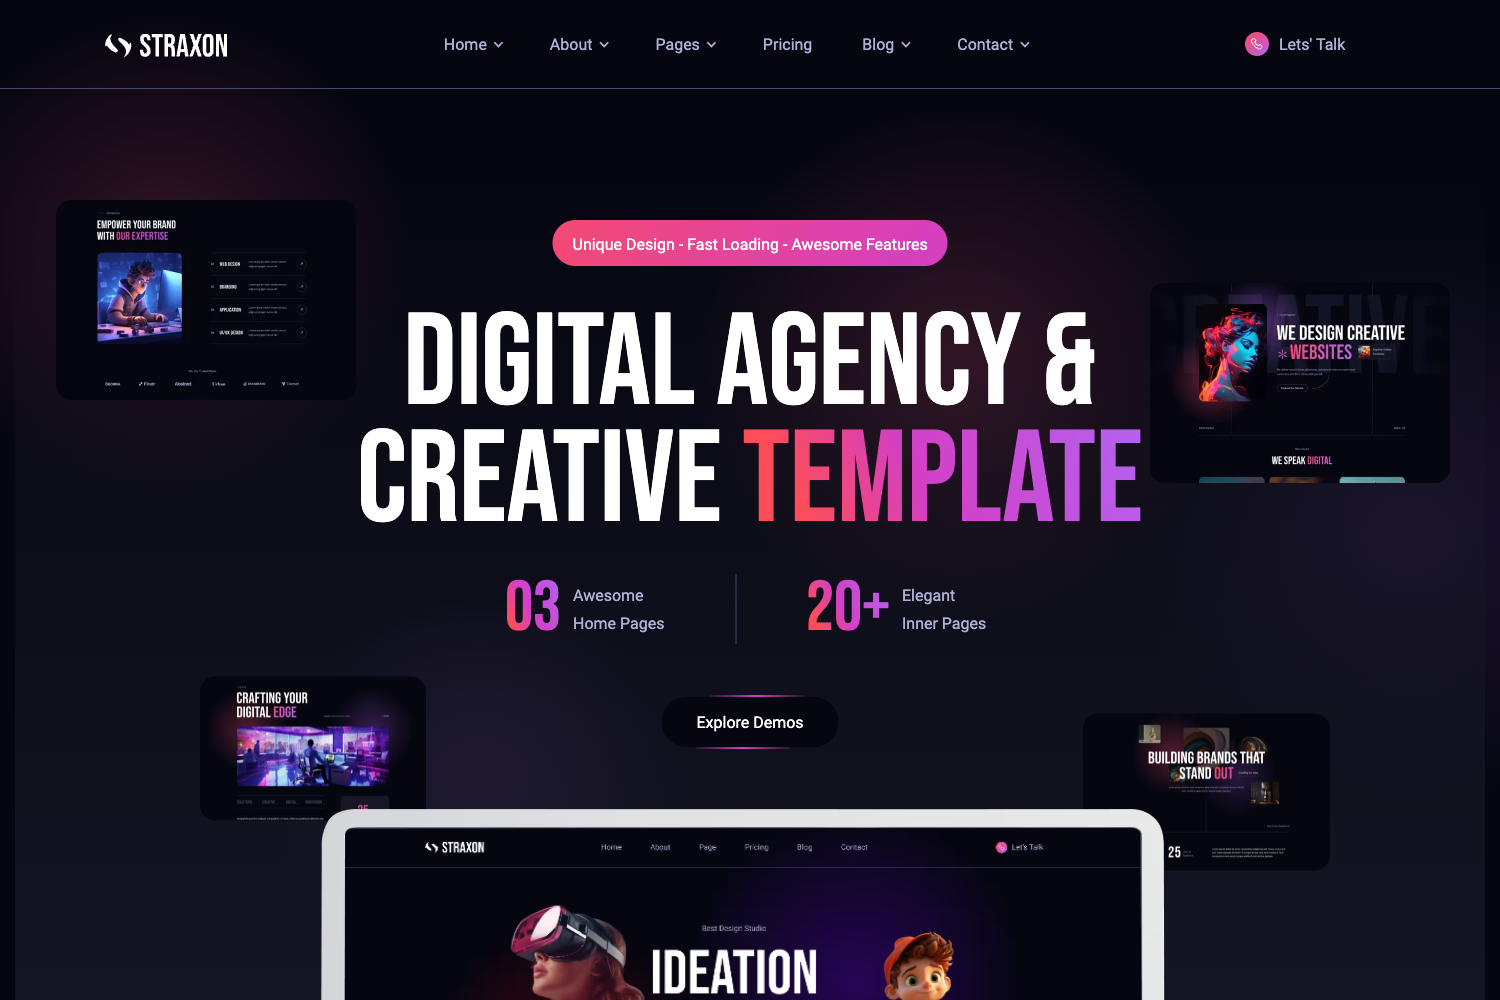 STRAXON
Home
About
Pages
Pricing
Blog
Contact
Lets' Talk
Unique Design - Fast Loading - Awesome Features
DIGITAL AGENCY &
CREATIVE TEMPLATE
03 Awesome
Home Pages
20+ Elegant
Inner Pages
Explore Demos
EMPOWER YOUR BRAND
WITH OUR EXPERTISE
WEB DESIGN
BRANDING
APPLICATION
UI/UX DESIGN
CREATIVE
WE DESIGN CREATIVE
WEBSITES
WE SPEAK DIGITAL
CRAFTING YOUR
DIGITAL EDGE
BUILDING BRANDS THAT
STAND OUT
25
STRAXON
Home
About
Page
Pricing
Blog
Contact
Let's Talk
Best Design Studio
IDEATION